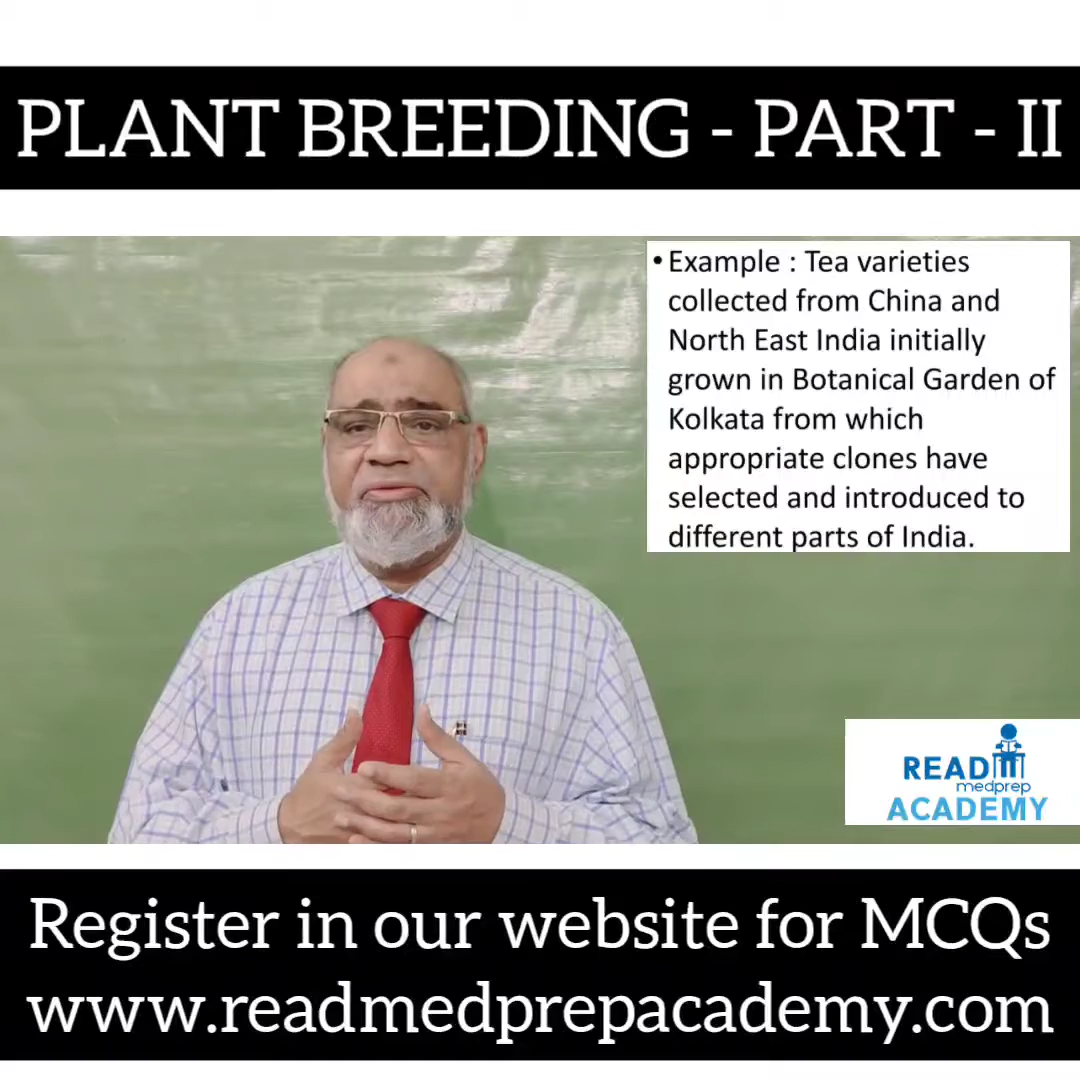 PLANT BREEDING - PART - II
• Example : Tea varieties
collected from China and
North East India initially
grown in Botanical Garden of
Kolkata from which
appropriate clones have
selected and introduced to
different parts of India.
READ
medprep
ACADEMY
Register in our website for MCQs
www.readmedprepacademy.com